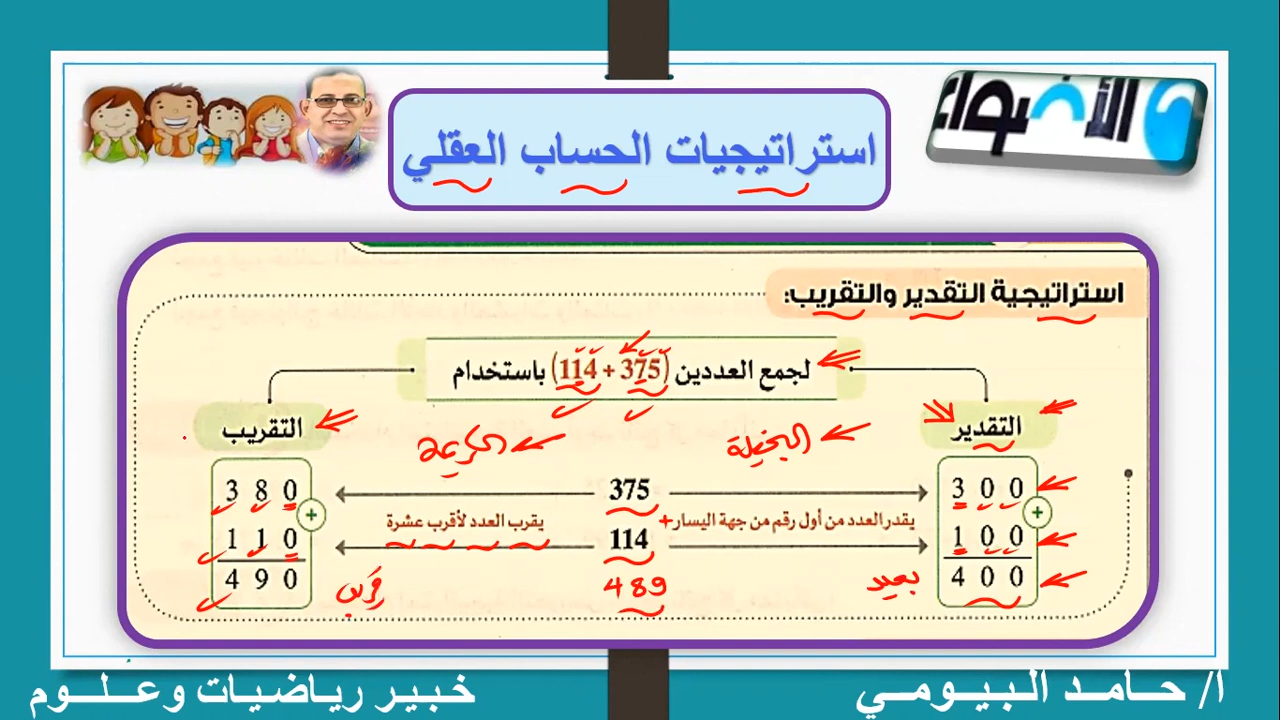 الأضواء
استراتيجيات الحساب العقلي
استراتيجية التقدير والتقريب:
لجمع العددين (375 + 114) باستخدام
التقدير
التقريب
البخيلة
الكريمة
300
375
380
+
يقدر العدد من أول رقم من جهة اليسار
+
يقرب العدد لأقرب عشرة
+
100
114
110
400
بعيد
489
قريب
490
أ/ حامد البيومي
خبير رياضيات وعلوم